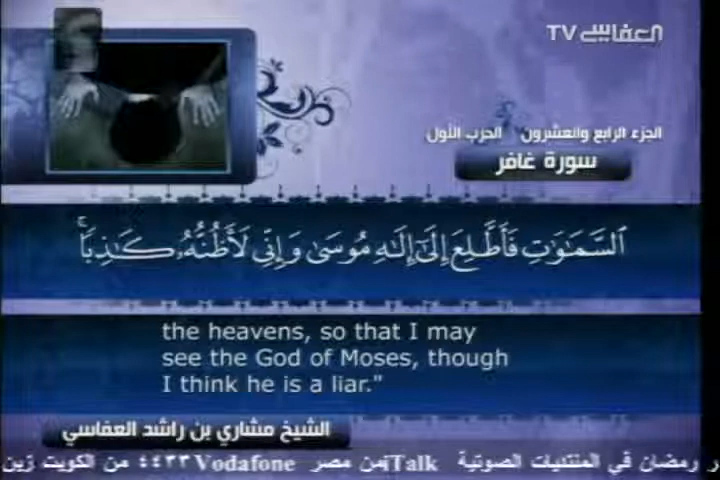 العفاسي TV
الجزء الرابع والعشرون الحزب الأول
سورة غافر
السَّمَٰوَٰتِ فَأَطَّلِعَ إِلَىٰٓ إِلَٰهِ مُوسَىٰ وَإِنِّى لَأَظُنُّهُۥ كَٰذِبًا ۚ
the heavens, so that I may
see the God of Moses, though
I think he is a liar."
الشيخ مشاري بن راشد العفاسي
ر رمضان في المنتديات الصوتية iTalk من مصر Vodafone ٤٤٣٣ من الكويت زين